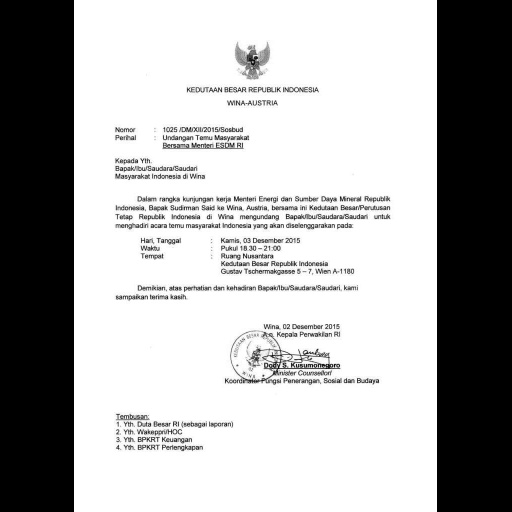 KEDUTAAN BESAR REPUBLIK INDONESIA
WINA-AUSTRIA
Nomor : 1025 /DM/XII/2015/Sosbud
Perihal : Undangan Temu Masyarakat
Bersama Menteri ESDM RI
Kepada Yth.
Bapak/Ibu/Saudara/Saudari
Masyarakat Indonesia di Wina
Dalam rangka kunjungan kerja Menteri Energi dan Sumber Daya Mineral Republik
Indonesia, Bapak Sudirman Said ke Wina, Austria, bersama ini Kedutaan Besar/Perutusan
Tetap Republik Indonesia di Wina mengundang Bapak/Ibu/Saudara/Saudari untuk
menghadiri acara temu masyarakat Indonesia yang akan diselenggarakan pada:
Hari, Tanggal : Kamis, 03 Desember 2015
Waktu : Pukul 18.30 – 21:00
Tempat : Ruang Nusantara
Kedutaan Besar Republik Indonesia
Gustav Tschermakgasse 5 – 7, Wien A-1180
Demikian, atas perhatian dan kehadiran Bapak/Ibu/Saudara/Saudari, kami
sampaikan terima kasih.
Wina, 02 Desember 2015
A.n. Kepala Perwakilan RI
KEDUTAAN BESAR REPUBLIK INDONESIA
WINA
Dody S. Kusumonegoro
Minister Counsellor/
Koordinator Fungsi Penerangan, Sosial dan Budaya
Tembusan:
1. Yth. Duta Besar RI (sebagai laporan)
2. Yth. Wakeppri/HOC
3. Yth. BPKRT Keuangan
4. Yth. BPKRT Perlengkapan